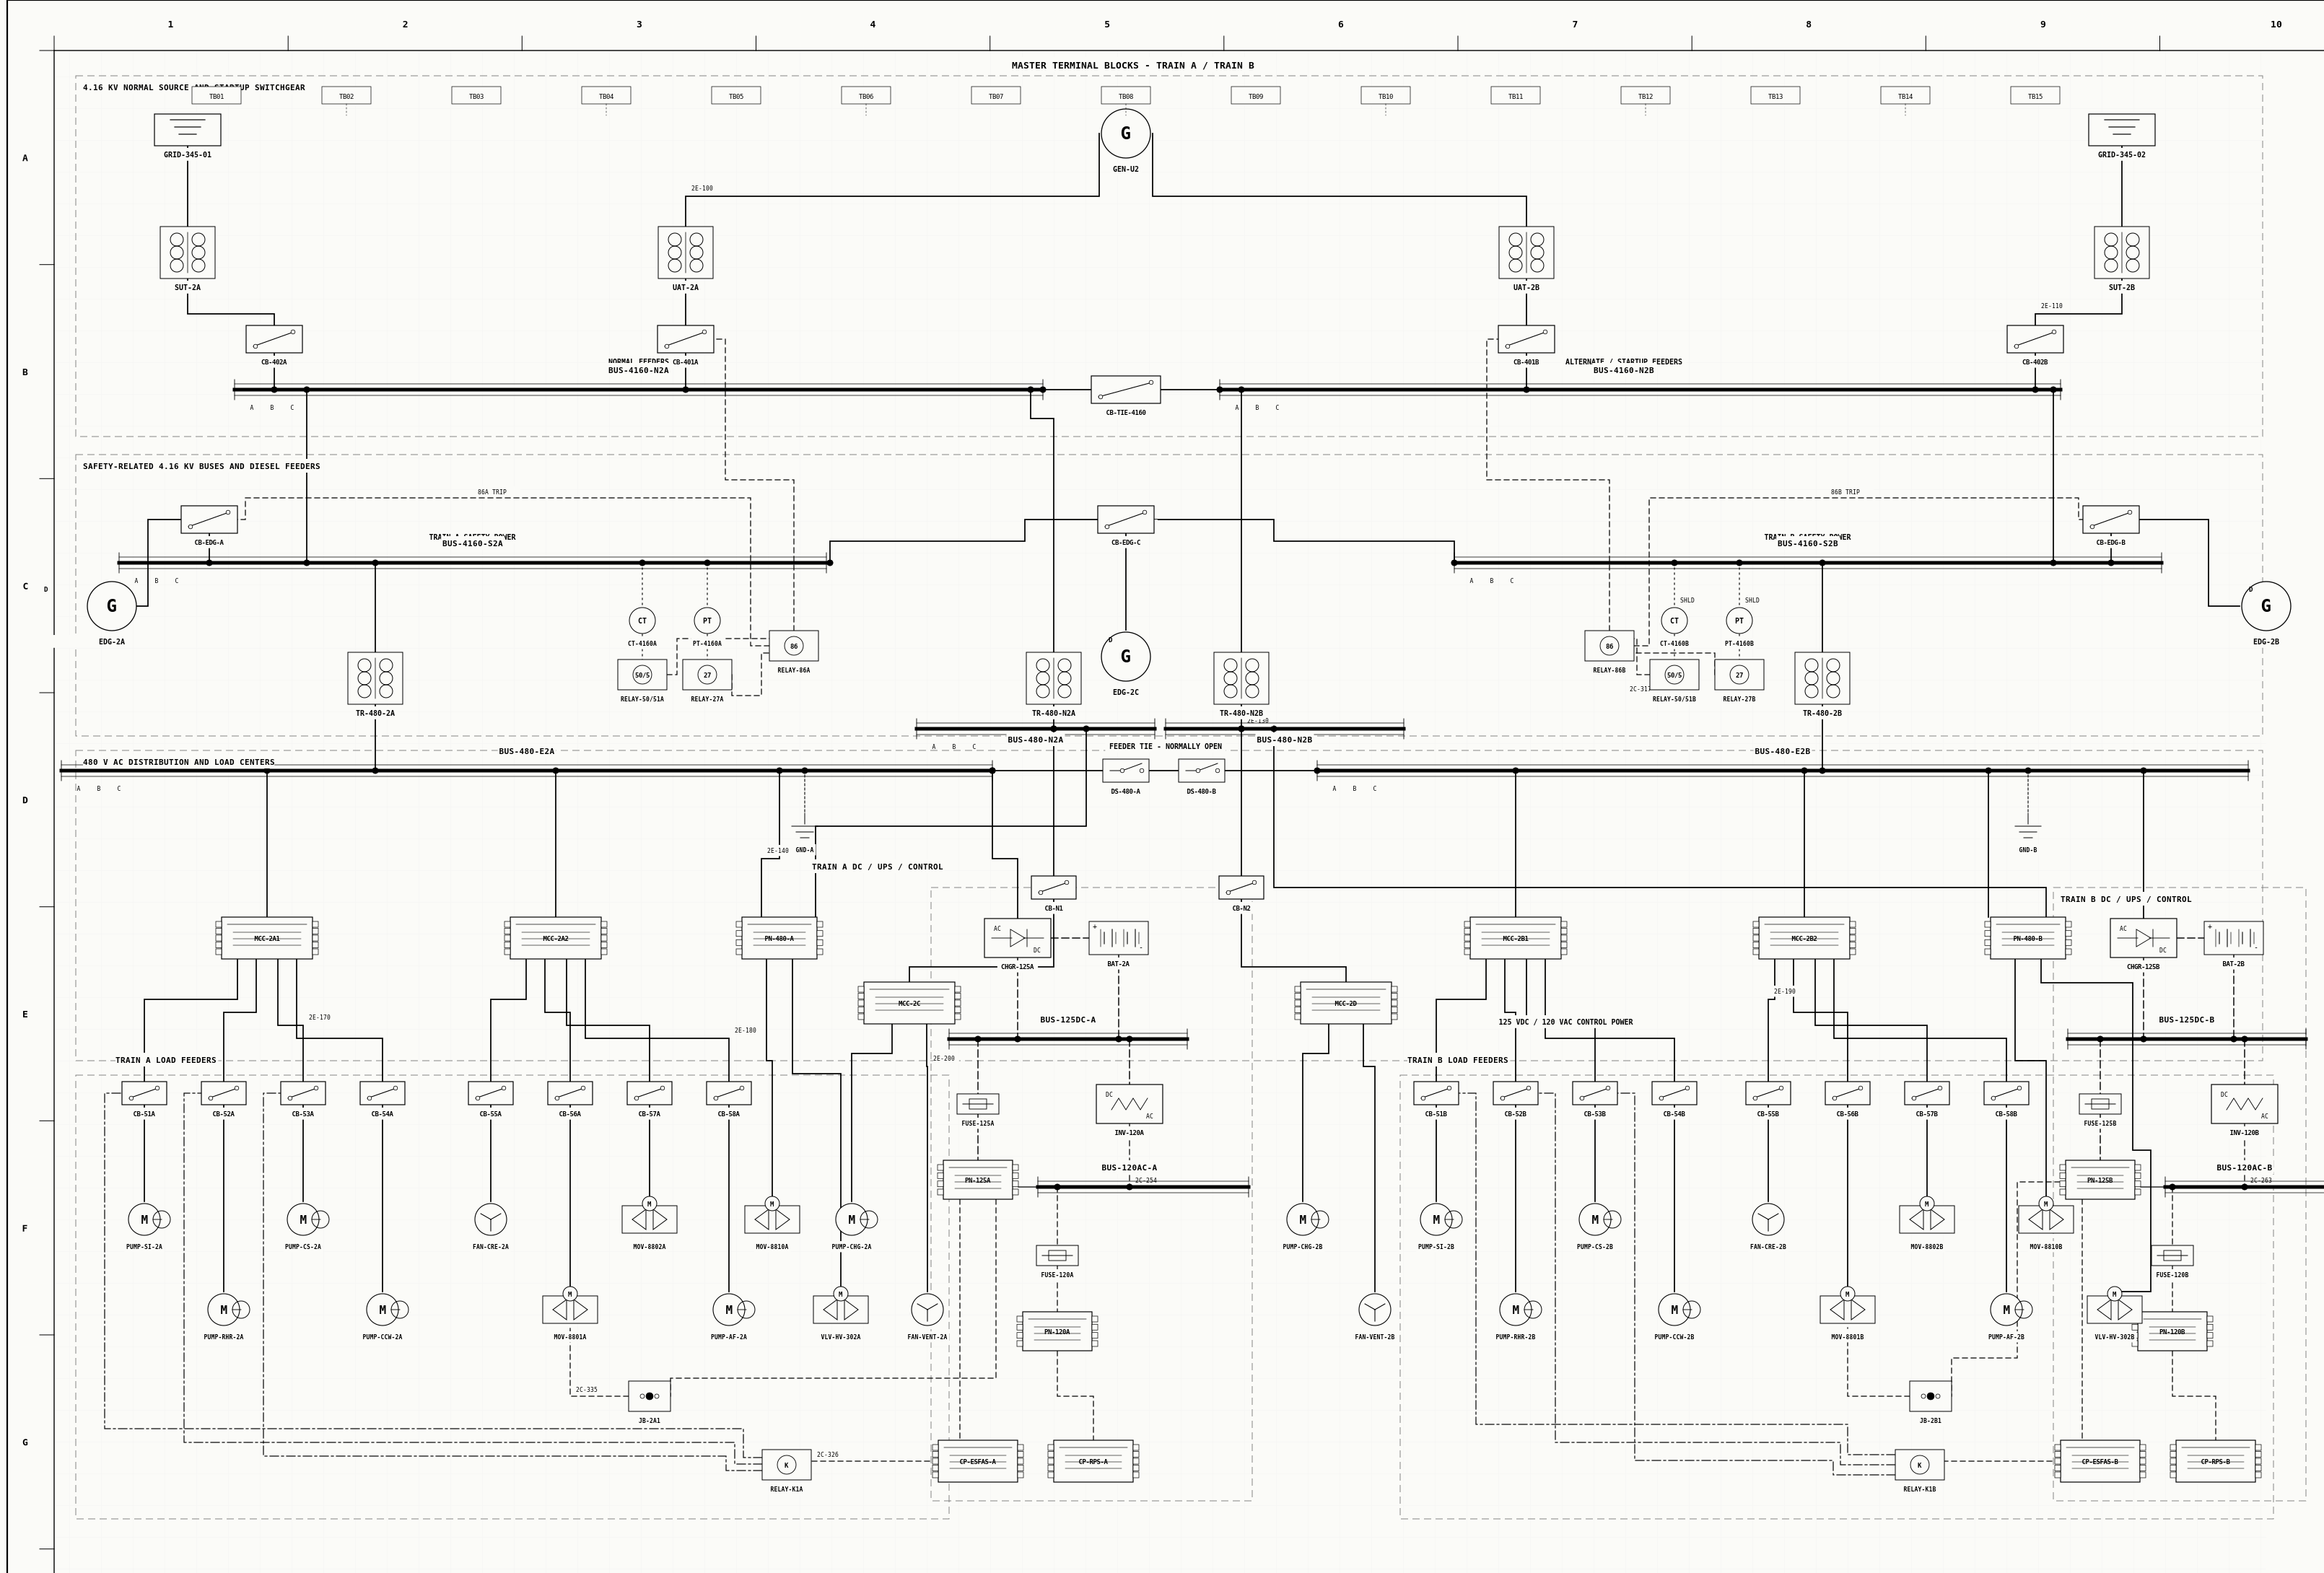 1 2 3 4 5 6 7 8 9 10
MASTER TERMINAL BLOCKS - TRAIN A / TRAIN B
4.16 KV NORMAL SOURCE AND STARTUP SWITCHGEAR
TB01 TB02 TB03 TB04 TB05 TB06 TB07 TB08 TB09 TB10 TB11 TB12 TB13 TB14 TB15
G
A
GRID-345-01 GRID-345-02
GEN-U2
2E-100
SUT-2A UAT-2A UAT-2B SUT-2B
2E-110
CB-402A CB-401A CB-401B CB-402B
NORMAL FEEDERS ALTERNATE / STARTUP FEEDERS
B
BUS-4160-N2A BUS-4160-N2B
A B C A B C
CB-TIE-4160
SAFETY-RELATED 4.16 KV BUSES AND DIESEL FEEDERS
86A TRIP 86B TRIP
TRAIN A SAFETY POWER TRAIN B SAFETY POWER
CB-EDG-A BUS-4160-S2A CB-EDG-C BUS-4160-S2B CB-EDG-B
A B C A B C
C D D
G G
SHLD SHLD
CT PT CT PT
EDG-2A CT-4160A PT-4160A D CT-4160B PT-4160B EDG-2B
86 G 86
RELAY-86A RELAY-86B
50/5 27 50/5 27
2C-317
EDG-2C
RELAY-50/51A RELAY-27A RELAY-50/51B RELAY-27B
TR-480-2A TR-480-N2A TR-480-N2B TR-480-2B
2E-130
BUS-480-N2A BUS-480-N2B
A B C FEEDER TIE - NORMALLY OPEN
BUS-480-E2A BUS-480-E2B
480 V AC DISTRIBUTION AND LOAD CENTERS
A B C DS-480-A DS-480-B A B C
D
2E-140 GND-A GND-B
TRAIN A DC / UPS / CONTROL
TRAIN B DC / UPS / CONTROL
CB-N1 CB-N2
AC + AC +
MCC-2A1 MCC-2A2 PN-480-A MCC-2B1 MCC-2B2 PN-480-B
DC - DC -
CHGR-125A BAT-2A CHGR-125B BAT-2B
2E-190
MCC-2C MCC-2D
E
2E-170 BUS-125DC-A 125 VDC / 120 VAC CONTROL POWER BUS-125DC-B
2E-180
2E-200
TRAIN A LOAD FEEDERS TRAIN B LOAD FEEDERS
DC DC
CB-51A CB-52A CB-53A CB-54A CB-55A CB-56A CB-57A CB-58A AC CB-51B CB-52B CB-53B CB-54B CB-55B CB-56B CB-57B CB-58B AC
FUSE-125A INV-120A FUSE-125B INV-120B
BUS-120AC-A BUS-120AC-B
PN-125A 2C-254 PN-125B 2C-263
M M M M
F
M M M M M
PUMP-SI-2A PUMP-CS-2A FAN-CRE-2A MOV-8802A MOV-8810A PUMP-CHG-2A PUMP-CHG-2B PUMP-SI-2B PUMP-CS-2B FAN-CRE-2B MOV-8802B MOV-8810B
FUSE-120A FUSE-120B
M M M M
M M M M M M
PN-120A PN-120B
PUMP-RHR-2A PUMP-CCW-2A MOV-8801A PUMP-AF-2A VLV-HV-302A FAN-VENT-2A FAN-VENT-2B PUMP-RHR-2B PUMP-CCW-2B MOV-8801B PUMP-AF-2B VLV-HV-302B
2C-335
JB-2A1 JB-2B1
G
2C-326
K CP-ESFAS-A CP-RPS-A K CP-ESFAS-B CP-RPS-B
RELAY-K1A RELAY-K1B